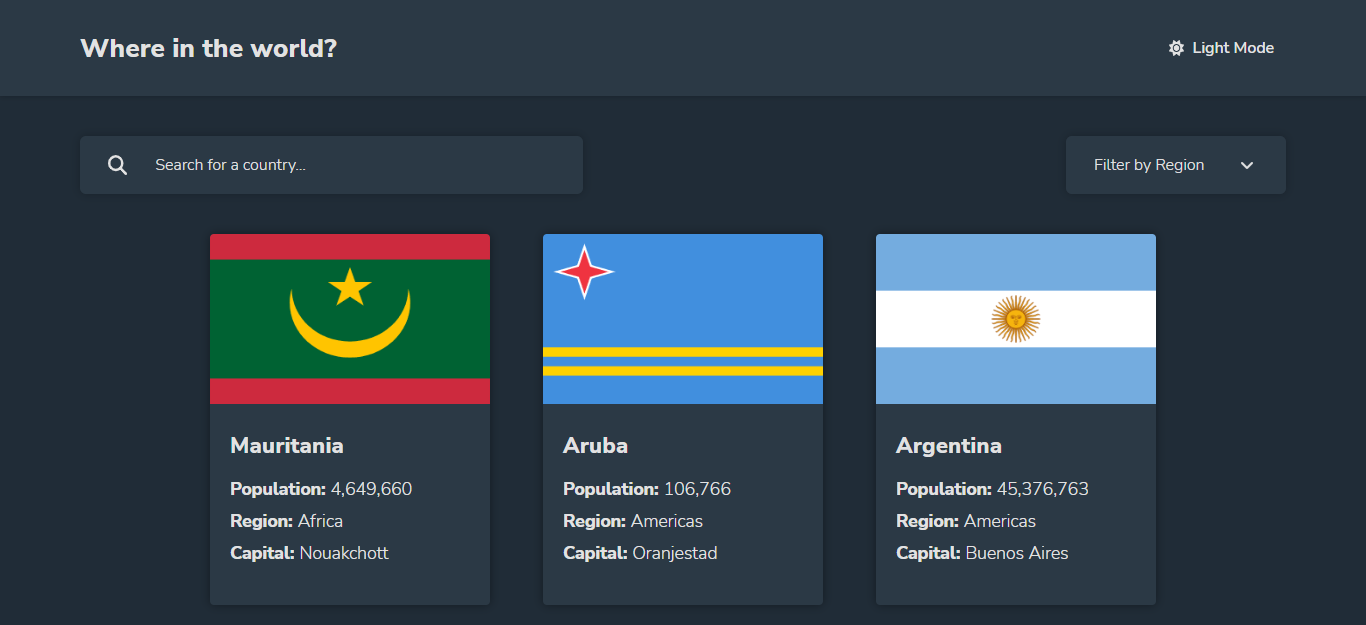 Where in the world?
Light Mode
Search for a country...
Filter by Region
Mauritania
Population: 4,649,660
Region: Africa
Capital: Nouakchott
Aruba
Population: 106,766
Region: Americas
Capital: Oranjestad
Argentina
Population: 45,376,763
Region: Americas
Capital: Buenos Aires